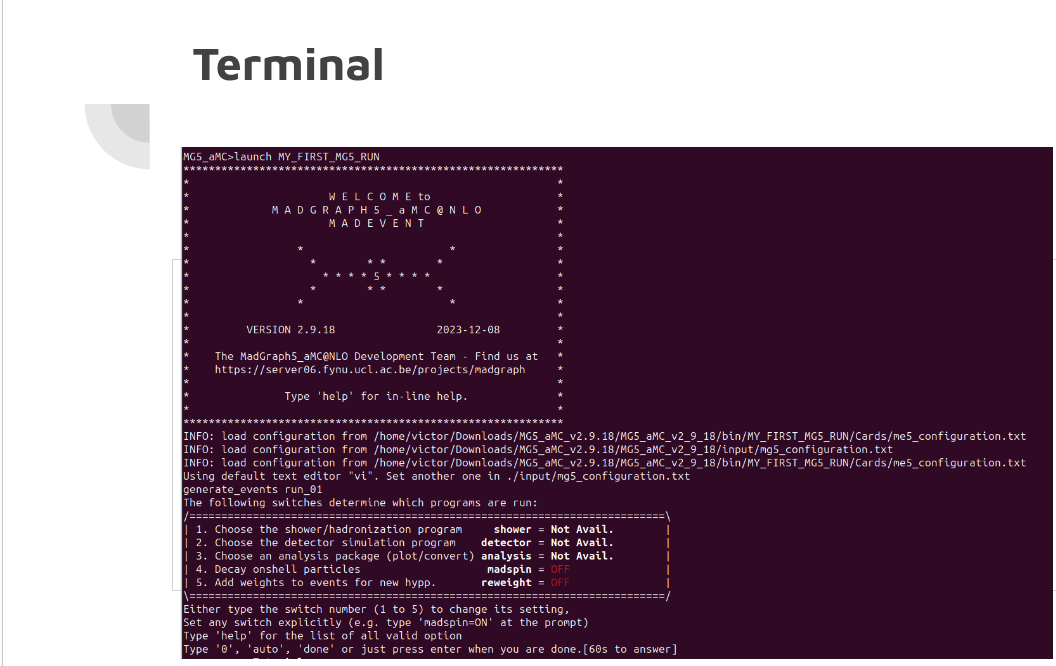 Terminal
MG5_aMC>launch MY_FIRST_MG5_RUN
************************************************************
*                                                          *
*                      W E L C O M E to                    *
*             M A D G R A P H 5 _ a M C @ N L O            *
*                      M A D E V E N T                     *
*                                                          *
*                 *                       *                *
*                   *        * *        *                  *
*                     * * * * 5 * * * *                    *
*                   *        * *        *                  *
*                 *                       *                *
*                                                          *
*         VERSION 2.9.18                2023-12-08         *
*                                                          *
*    The MadGraph5_aMC@NLO Development Team - Find us at   *
*    https://server06.fynu.ucl.ac.be/projects/madgraph     *
*                                                          *
*               Type 'help' for in-line help.              *
*                                                          *
************************************************************
INFO: load configuration from /home/victor/Downloads/MG5_aMC_v2.9.18/MG5_aMC_v2_9_18/bin/MY_FIRST_MG5_RUN/Cards/me5_configuration.txt
INFO: load configuration from /home/victor/Downloads/MG5_aMC_v2.9.18/MG5_aMC_v2_9_18/input/mg5_configuration.txt
INFO: load configuration from /home/victor/Downloads/MG5_aMC_v2.9.18/MG5_aMC_v2_9_18/bin/MY_FIRST_MG5_RUN/Cards/me5_configuration.txt
Using default text editor "vi". Set another one in ./input/mg5_configuration.txt
generate_events run_01
The following switches determine which programs are run:
/===========================================================================\
| 1. Choose the shower/hadronization program     shower = Not Avail.        |
| 2. Choose the detector simulation program    detector = Not Avail.        |
| 3. Choose an analysis package (plot/convert) analysis = Not Avail.        |
| 4. Decay onshell particles                    madspin = OFF               |
| 5. Add weights to events for new hypp.       reweight = OFF               |
\===========================================================================/
Either type the switch number (1 to 5) to change its setting,
Set any switch explicitly (e.g. type 'madspin=ON' at the prompt)
Type 'help' for the list of all valid option
Type '0', 'auto', 'done' or just press enter when you are done.[60s to answer]